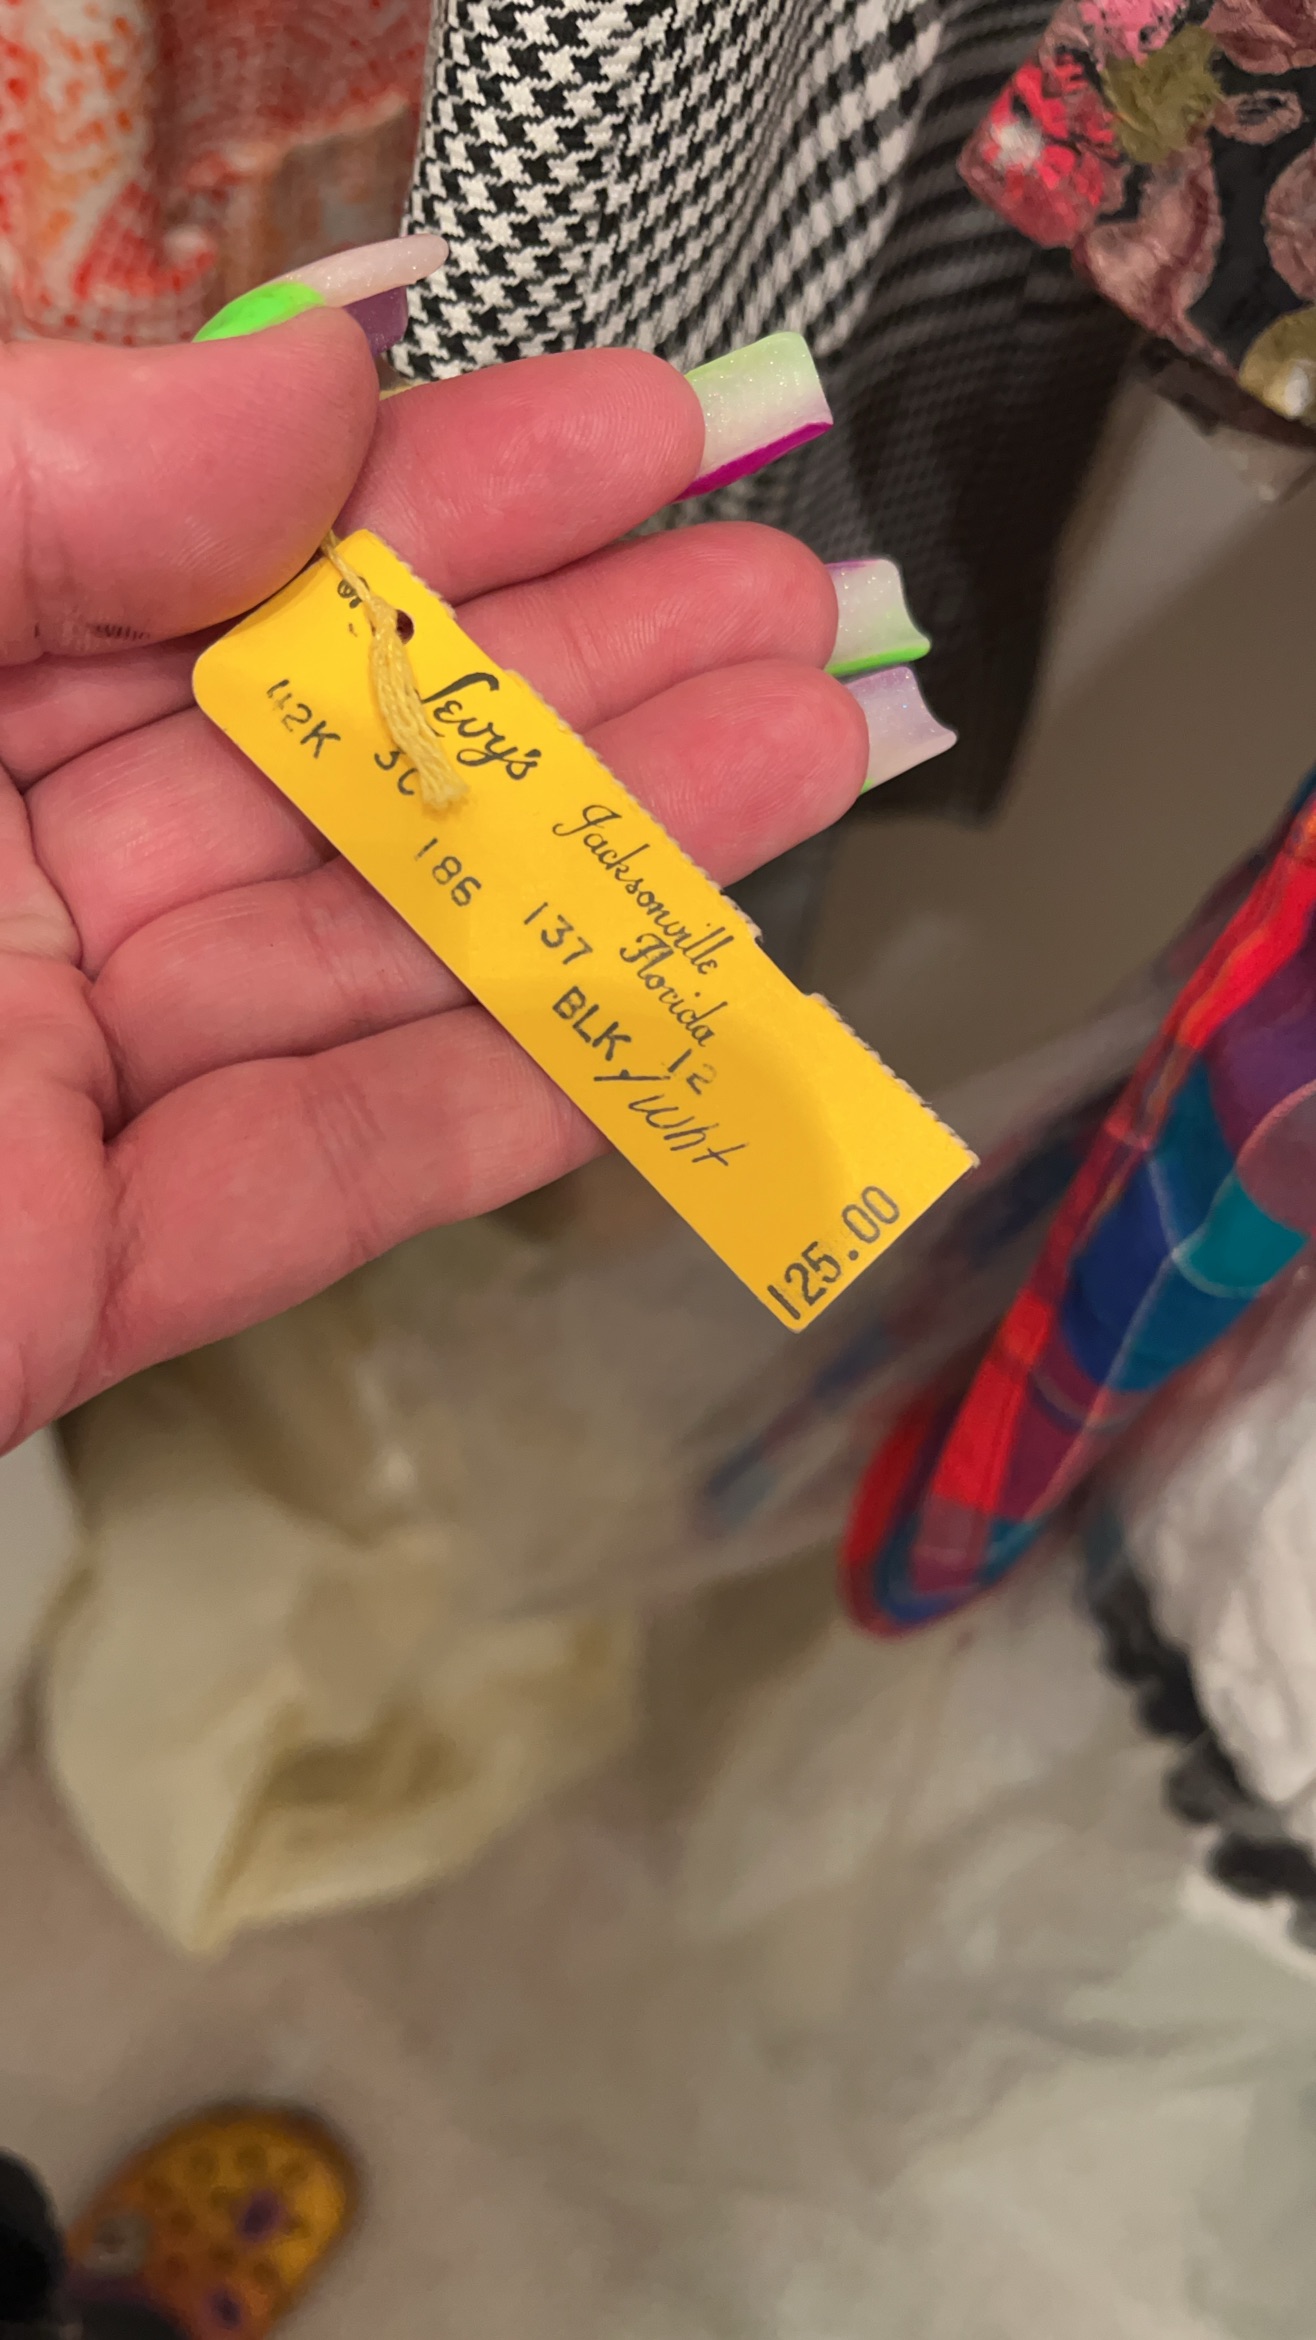 Levy's
Jacksonville
Florida
42K
186
137
BLK/Wht
12
125.00